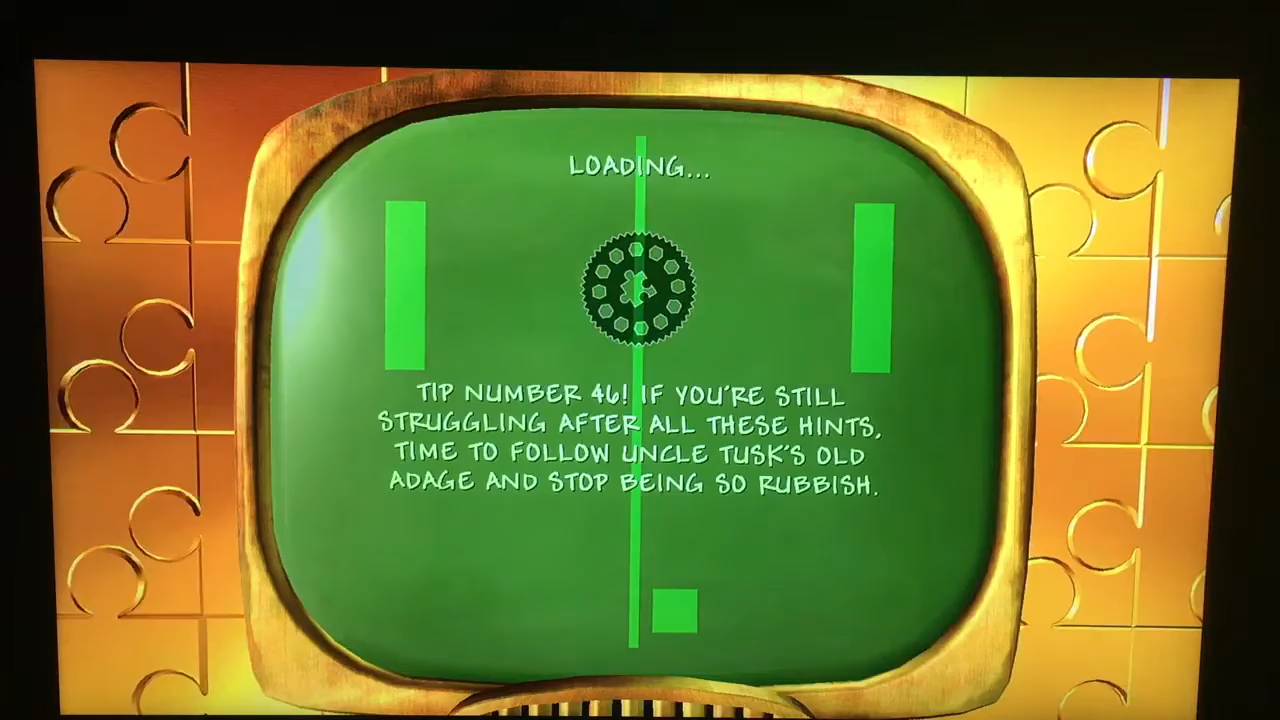 LOADING...
TIP NUMBER 46! IF YOU'RE STILL
STRUGGLING AFTER ALL THESE HINTS,
TIME TO FOLLOW UNCLE TUSK'S OLD
ADAGE AND STOP BEING SO RUBBISH.